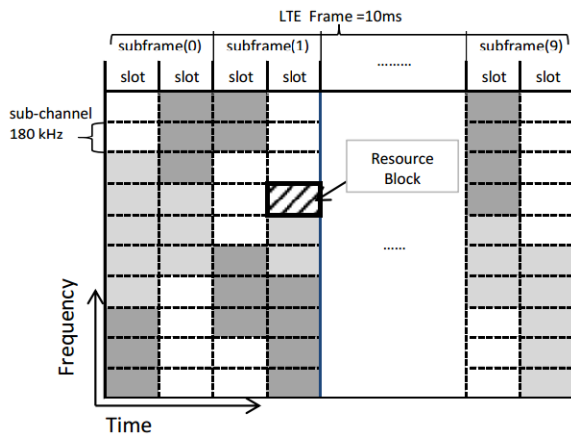 LTE Frame =10ms
subframe(0) subframe(1) subframe(9)
slot slot slot slot ......... slot slot
sub-channel
180 kHz
Resource
Block
......
Frequency
Time